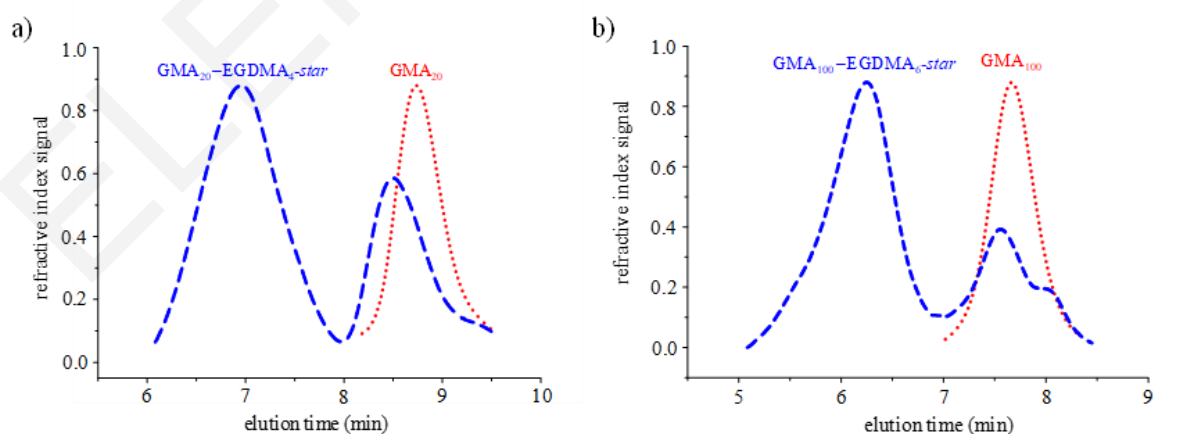 a)
GMA₂₀–EGDMA₄-star
GMA₂₀
1.0
0.8
0.6
0.4
0.2
0.0
refractive index signal
6 7 8 9 10
elution time (min)
b)
GMA₁₀₀–EGDMA₆-star
GMA₁₀₀
1.0
0.8
0.6
0.4
0.2
0.0
refractive index signal
5 6 7 8 9
elution time (min)